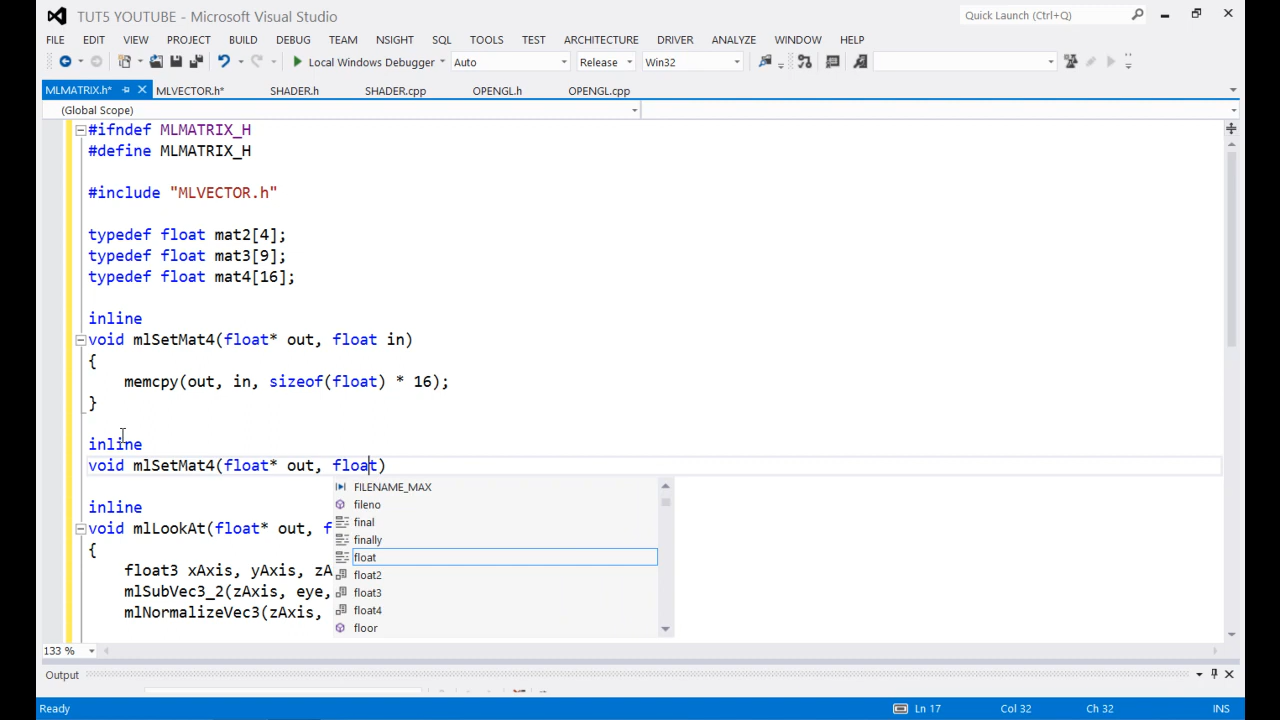 TUT5 YOUTUBE - Microsoft Visual Studio
Quick Launch (Ctrl+Q)
FILE EDIT VIEW PROJECT BUILD DEBUG TEAM NSIGHT SQL TOOLS TEST ARCHITECTURE DRIVER ANALYZE WINDOW HELP
Local Windows Debugger Auto Release Win32
MLMATRIX.h* MLVECTOR.h* SHADER.h SHADER.cpp OPENGL.h OPENGL.cpp
(Global Scope)
#ifndef MLMATRIX_H
#define MLMATRIX_H
#include "MLVECTOR.h"
typedef float mat2[4];
typedef float mat3[9];
typedef float mat4[16];
inline
void mlSetMat4(float* out, float in)
{
memcpy(out, in, sizeof(float) * 16);
}
inline
void mlSetMat4(float* out, float)
FILENAME_MAX
fileno
final
finally
float
float2
float3
float4
floor
inline
void mlLookAt(float* out, f
{
float3 xAxis, yAxis, zA
mlSubVec3_2(zAxis, eye,
mlNormalizeVec3(zAxis,
133 %
Output
Ready
Ln 17 Col 32 Ch 32 INS